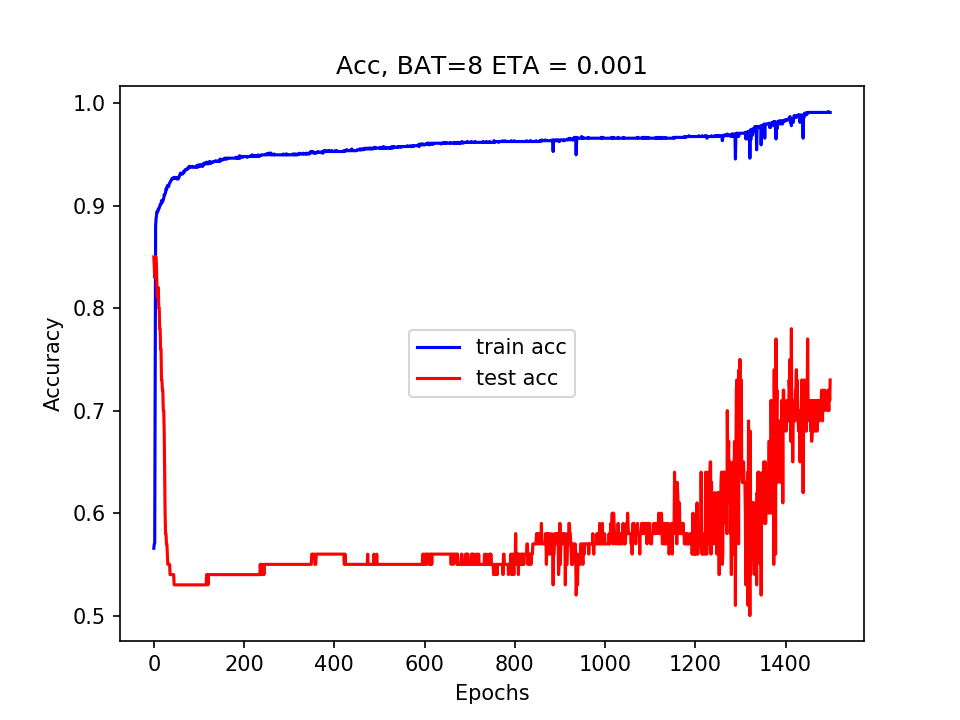 Acc, BAT=8 ETA = 0.001
1.0
0.9
0.8
0.7
0.6
0.5
Accuracy
train acc
test acc
0 200 400 600 800 1000 1200 1400
Epochs